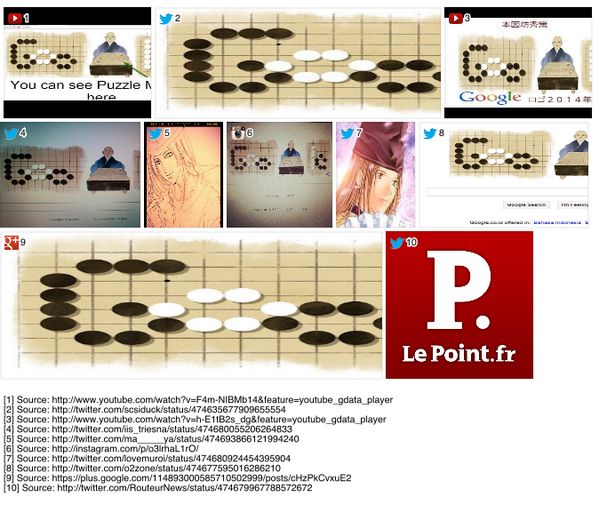 1
You can see Puzzle M
here
2
3
本因坊秀策
Google ロゴ2014年
4
5
6
7
8
Google Search
I'm Feeling
Google.co.id offered in: Bahasa Indonesia
9
10
P.
Le Point.fr
[1] Source: http://www.youtube.com/watch?v=F4m-NIBMb14&feature=youtube_gdata_player
[2] Source: http://twitter.com/scsiduck/status/474635677909655554
[3] Source: http://www.youtube.com/watch?v=h-E1tB2s_dg&feature=youtube_gdata_player
[4] Source: http://twitter.com/iis_triesna/status/474680055206264833
[5] Source: http://twitter.com/ma_____ya/status/474693866121994240
[6] Source: http://instagram.com/p/o3lrhaL1rO/
[7] Source: http://twitter.com/lovemuroi/status/474680924454395904
[8] Source: http://twitter.com/o2zone/status/474677595016286210
[9] Source: https://plus.google.com/114893000585710502999/posts/cHzPkCvxuE2
[10] Source: http://twitter.com/RouteurNews/status/474679967788572672